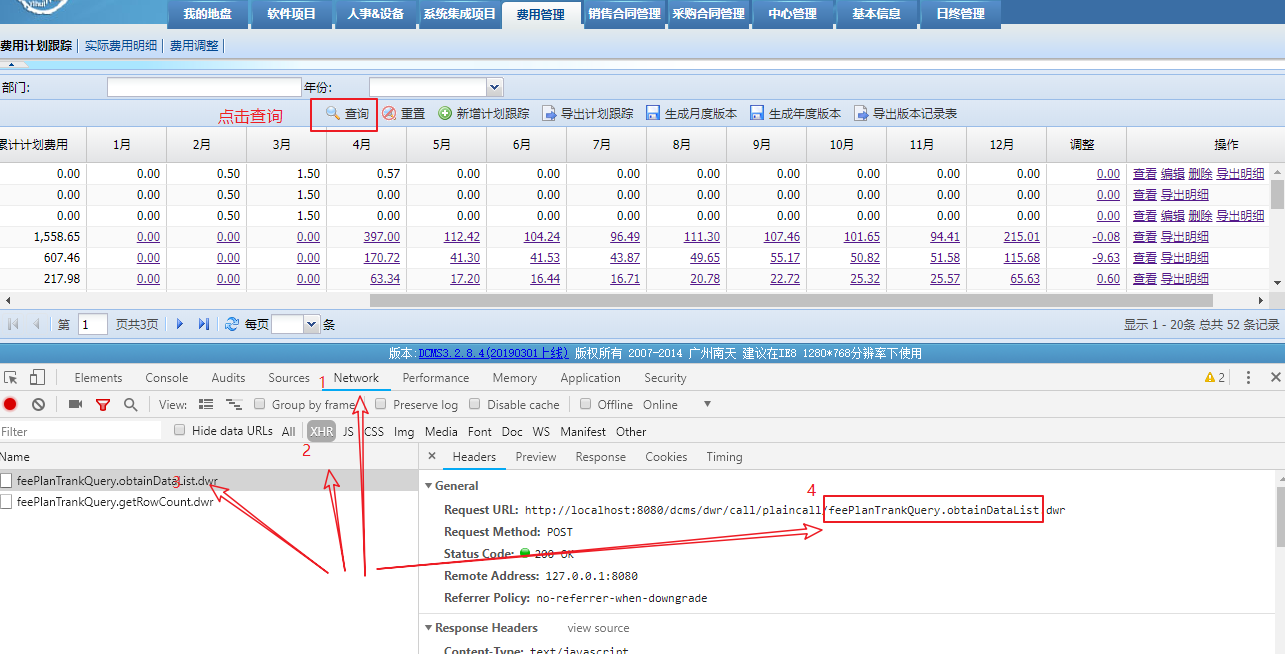 Yihui
我的地盘 软件项目 人事&设备 系统集成项目 费用管理 销售合同管理 采购合同管理 中心管理 基本信息 日终管理
费用计划跟踪 实际费用明细 费用调整
部门: 年份:
点击查询 查询 重置 新增计划跟踪 导出计划跟踪 生成月度版本 生成年度版本 导出版本记录表
累计计划费用 1月 2月 3月 4月 5月 6月 7月 8月 9月 10月 11月 12月 调整 操作
0.00 0.00 0.50 1.50 0.57 0.00 0.00 0.00 0.00 0.00 0.00 0.00 0.00 0.00 查看 编辑 删除 导出明细
0.00 0.00 0.50 1.50 0.00 0.00 0.00 0.00 0.00 0.00 0.00 0.00 0.00 0.00 查看 导出明细
0.00 0.00 0.50 1.50 0.00 0.00 0.00 0.00 0.00 0.00 0.00 0.00 0.00 0.00 查看 编辑 删除 导出明细
1,558.65 0.00 0.00 0.00 397.00 112.42 104.24 96.49 111.30 107.46 101.65 94.41 215.01 -0.08 查看 导出明细
607.46 0.00 0.00 0.00 170.72 41.30 41.53 43.87 49.65 55.17 50.82 51.58 115.68 -9.63 查看 导出明细
217.98 0.00 0.00 0.00 63.34 17.20 16.44 16.71 20.78 22.72 25.32 25.57 65.63 0.60 查看 导出明细
第 1 页共3页 每页 条 显示 1 - 20条 总共 52 条记录
版本:DCMS3.2.8.4(20190301上线) 版权所有 2007-2014 广州南天 建议在IE8 1280*768分辨率下使用
Elements Console Audits Sources 1 Network Performance Memory Application Security 2
View: Group by frame Preserve log Disable cache Offline Online
Filter Hide data URLs All XHR JS CSS Img Media Font Doc WS Manifest Other
2
Name Headers Preview Response Cookies Timing
feePlanTrankQuery.obtainDataList.dwr
3
feePlanTrankQuery.getRowCount.dwr
General
4
Request URL: http://localhost:8080/dcms/dwr/call/plaincall/feePlanTrankQuery.obtainDataList.dwr
Request Method: POST
Status Code: 200 OK
Remote Address: 127.0.0.1:8080
Referrer Policy: no-referrer-when-downgrade
Response Headers view source
Content-Type: text/javascript